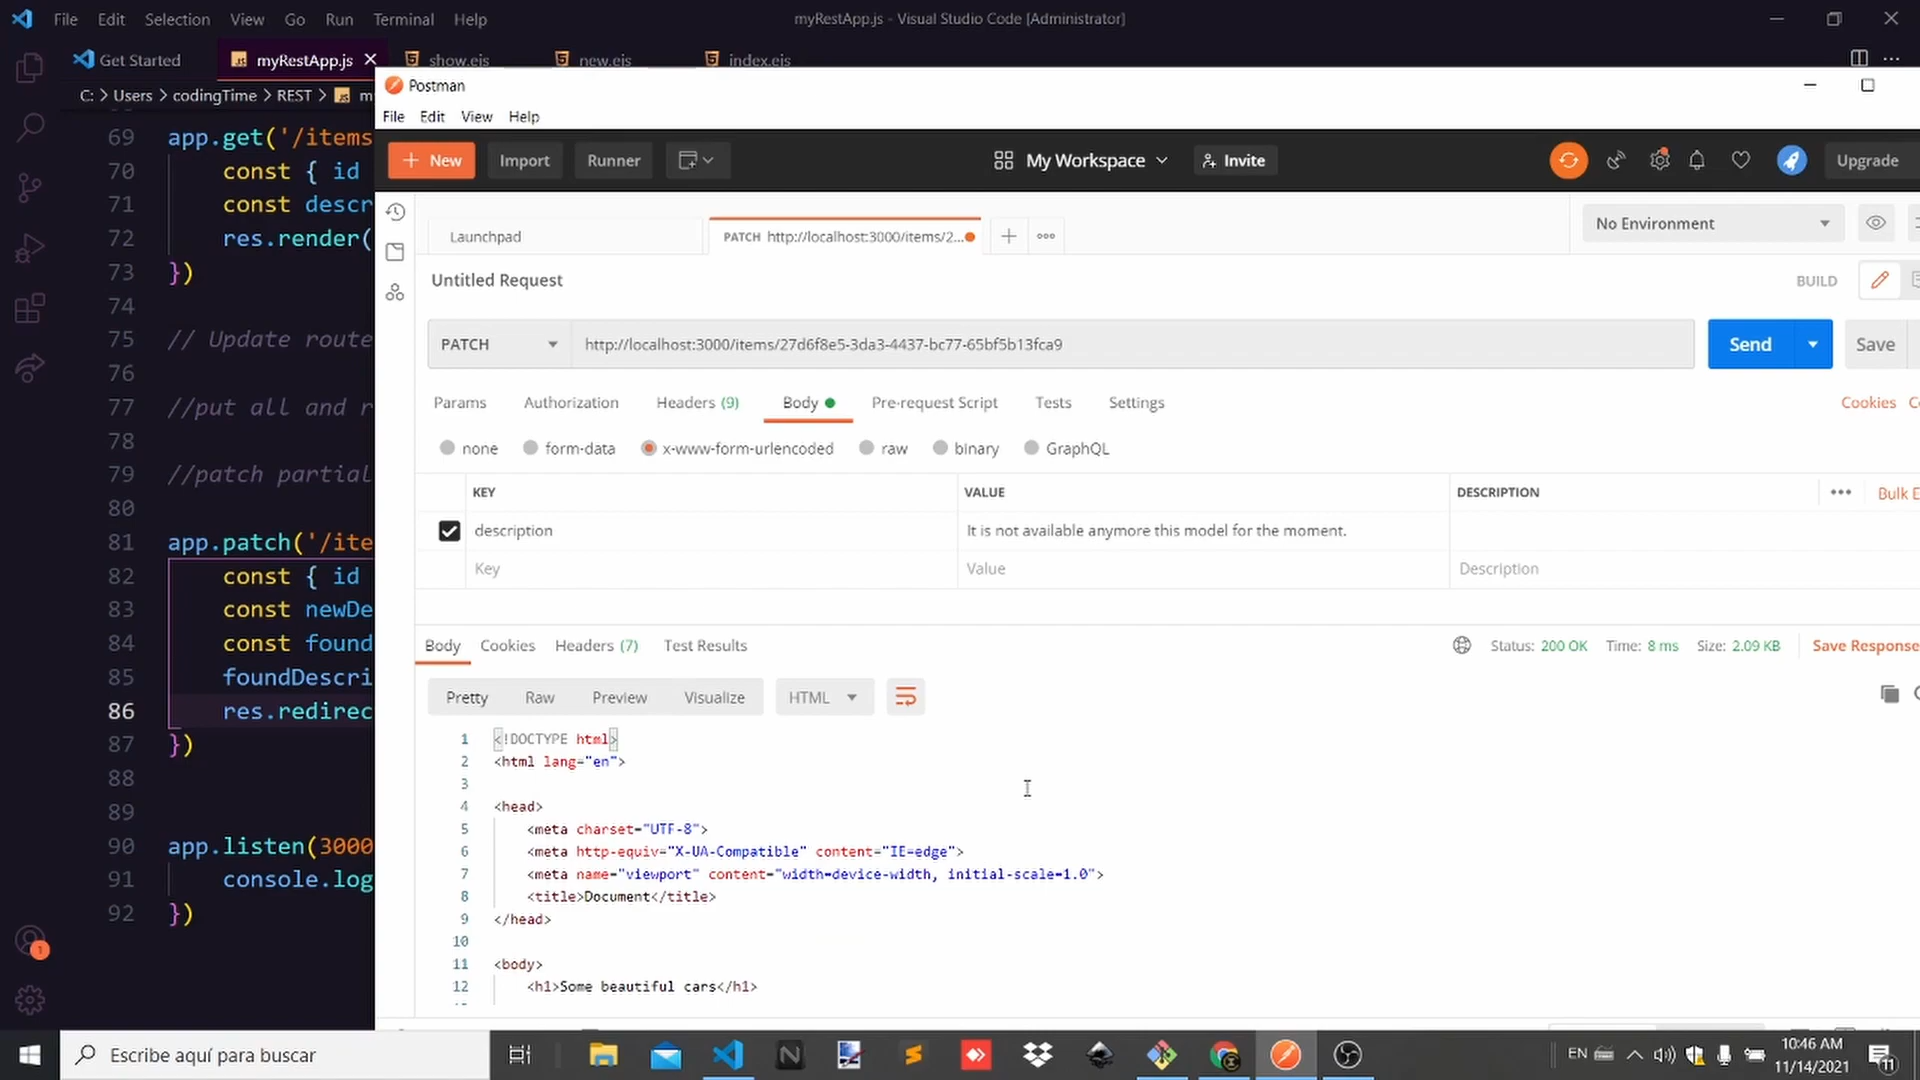 File Edit Selection View Go Run Terminal Help
myRestApp.js - Visual Studio Code [Administrator]
Get Started
myRestApp.js
show.ejs
new.ejs
index.ejs
C: > Users > codingTime > REST >
69 app.get('/items
70 const { id
71 const descr
72 res.render(
73 })
74
75 // Update route
76
77 //put all and r
78
79 //patch partial
80
81 app.patch('/ite
82 const { id
83 const newDe
84 const found
85 foundDescri
86 res.redirec
87 })
88
89
90 app.listen(3000
91 console.log
92 })
1
Postman
File Edit View Help
+ New
Import
Runner
My Workspace
Invite
Upgrade
Launchpad
PATCH http://localhost:3000/items/2...
No Environment
Untitled Request
BUILD
PATCH
http://localhost:3000/items/27d6f8e5-3da3-4437-bc77-65bf5b13fca9
Send
Save
Params Authorization Headers (9) Body Pre-request Script Tests Settings
Cookies
none form-data x-www-form-urlencoded raw binary GraphQL
KEY VALUE DESCRIPTION
Bulk E
description It is not available anymore this model for the moment.
Key Value Description
Body Cookies Headers (7) Test Results
Status: 200 OK Time: 8 ms Size: 2.09 KB
Save Response
Pretty Raw Preview Visualize
HTML
1 <!DOCTYPE html>
2 <html lang="en">
3
4 <head>
5 <meta charset="UTF-8">
6 <meta http-equiv="X-UA-Compatible" content="IE=edge">
7 <meta name="viewport" content="width=device-width, initial-scale=1.0">
8 <title>Document</title>
9 </head>
10
11 <body>
12 <h1>Some beautiful cars</h1>
Escribe aquí para buscar
EN
10:46 AM
11/14/2021
11